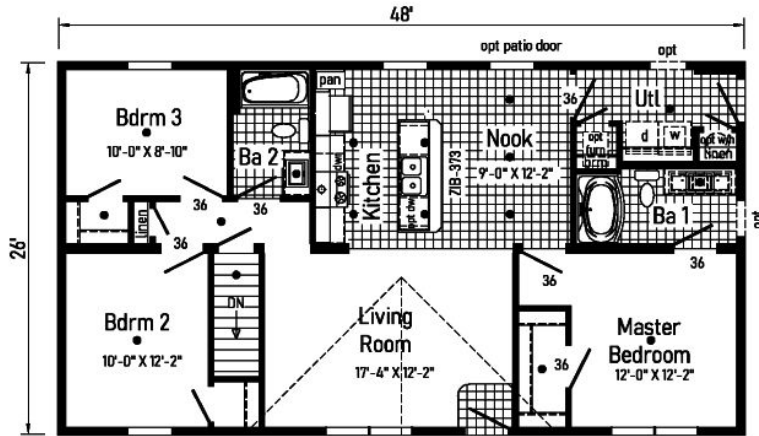 48'
opt patio door
opt
26'
Bdrm 3
10'-0" X 8'-10"
pan
Ba 2
dw
Kitchen
opt dw
ZIB-373
Nook
9'-0" X 12'-2"
36
Utl
opt
furn
d
w
opt w/h
linen
Ba 1
opt
linen
36
36
36
36
36
DN
Bdrm 2
10'-0" X 12'-2"
Living
Room
17'-4" X 12'-2"
36
Master
Bedroom
12'-0" X 12'-2"